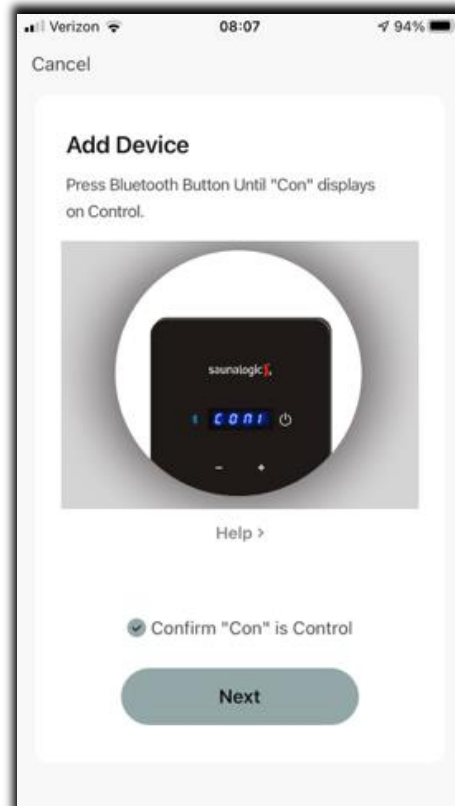 Verizon 08:07 94%
Cancel
Add Device
Press Bluetooth Button Until "Con" displays
on Control.
saunalogic
CON1
− +
Help >
Confirm "Con" is Control
Next